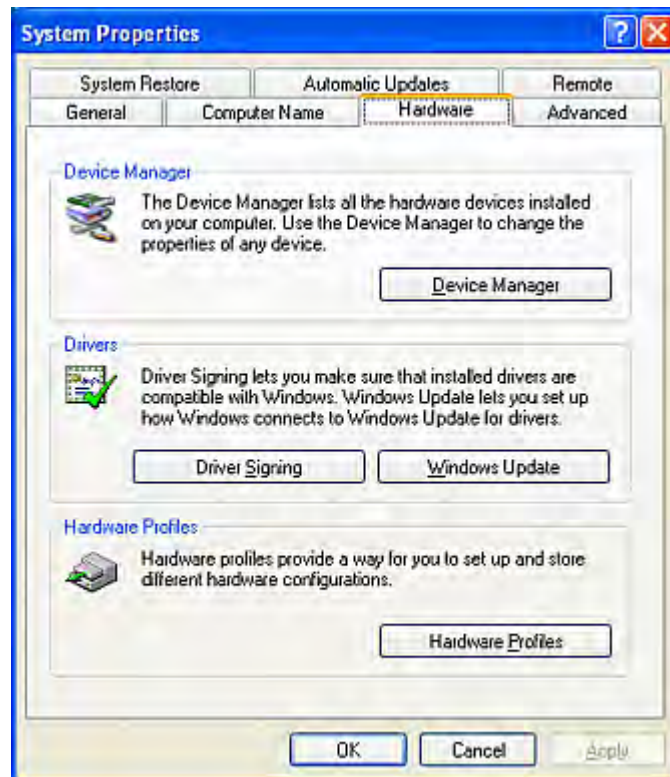 System Properties
System Restore Automatic Updates Remote
General Computer Name Hardware Advanced
Device Manager
The Device Manager lists all the hardware devices installed
on your computer. Use the Device Manager to change the
properties of any device.
Device Manager
Drivers
Driver Signing lets you make sure that installed drivers are
compatible with Windows. Windows Update lets you set up
how Windows connects to Windows Update for drivers.
Driver Signing Windows Update
Hardware Profiles
Hardware profiles provide a way for you to set up and store
different hardware configurations.
Hardware Profiles
OK Cancel Apply